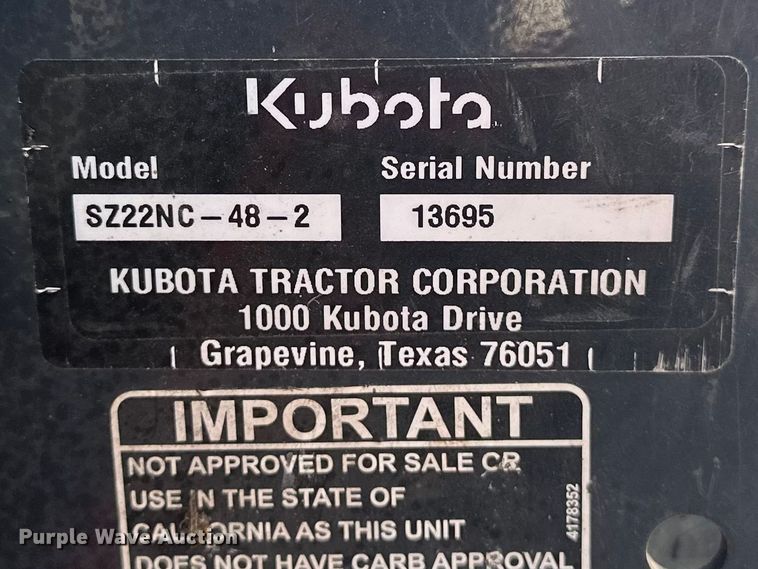 Kubota
Model Serial Number
SZ22NC-48-2 13695
KUBOTA TRACTOR CORPORATION
1000 Kubota Drive
Grapevine, Texas 76051
IMPORTANT
NOT APPROVED FOR SALE OR
USE IN THE STATE OF
CALIFORNIA AS THIS UNIT
DOES NOT HAVE CARB APPROVAL
4178352
Purple Wave Auction